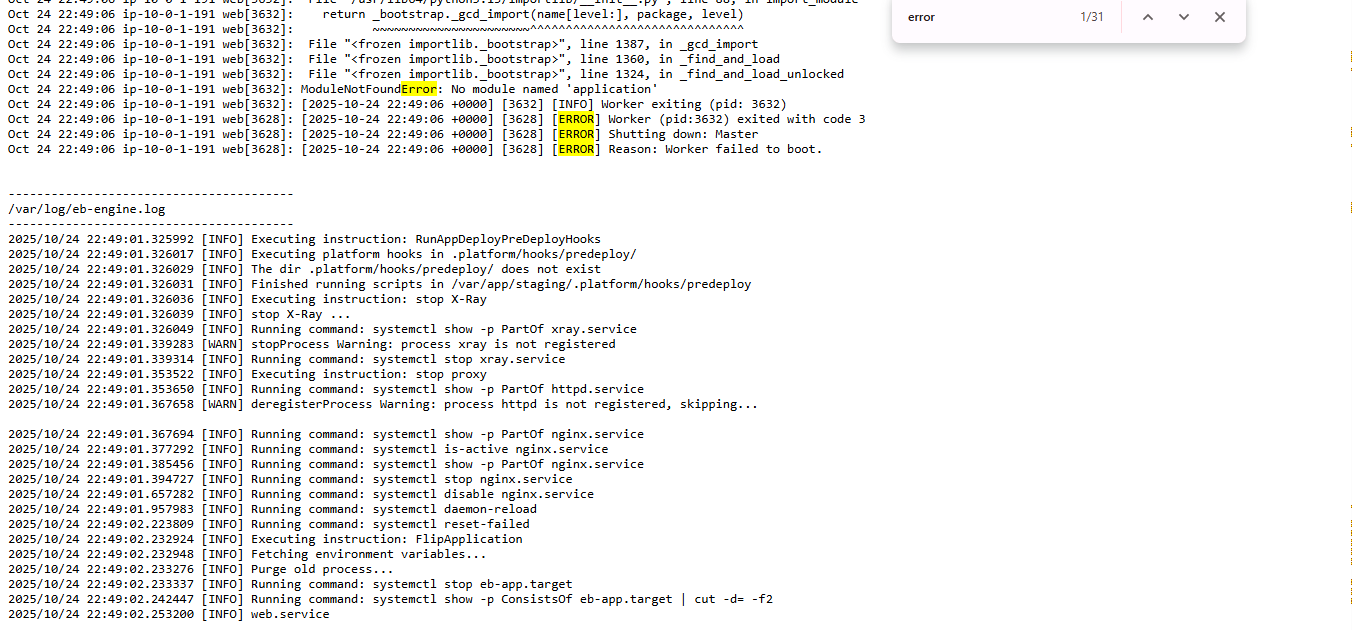 Oct 24 22:49:06 ip-10-0-1-191 web[3632]:   File "/usr/lib64/python3.13/importlib/__init__.py", line 88, in import_module
Oct 24 22:49:06 ip-10-0-1-191 web[3632]:     return _bootstrap._gcd_import(name[level:], package, level)
Oct 24 22:49:06 ip-10-0-1-191 web[3632]:            ~~~~~~~~~~~~~~~~~~~~~~^^^^^^^^^^^^^^^^^^^^^^^^^^^^^^
Oct 24 22:49:06 ip-10-0-1-191 web[3632]:   File "<frozen importlib._bootstrap>", line 1387, in _gcd_import
Oct 24 22:49:06 ip-10-0-1-191 web[3632]:   File "<frozen importlib._bootstrap>", line 1360, in _find_and_load
Oct 24 22:49:06 ip-10-0-1-191 web[3632]:   File "<frozen importlib._bootstrap>", line 1324, in _find_and_load_unlocked
Oct 24 22:49:06 ip-10-0-1-191 web[3632]: ModuleNotFoundError: No module named 'application'
Oct 24 22:49:06 ip-10-0-1-191 web[3632]: [2025-10-24 22:49:06 +0000] [3632] [INFO] Worker exiting (pid: 3632)
Oct 24 22:49:06 ip-10-0-1-191 web[3628]: [2025-10-24 22:49:06 +0000] [3628] [ERROR] Worker (pid:3632) exited with code 3
Oct 24 22:49:06 ip-10-0-1-191 web[3628]: [2025-10-24 22:49:06 +0000] [3628] [ERROR] Shutting down: Master
Oct 24 22:49:06 ip-10-0-1-191 web[3628]: [2025-10-24 22:49:06 +0000] [3628] [ERROR] Reason: Worker failed to boot.
error 1/31
----------------------------------------
/var/log/eb-engine.log
----------------------------------------
2025/10/24 22:49:01.325992 [INFO] Executing instruction: RunAppDeployPreDeployHooks
2025/10/24 22:49:01.326017 [INFO] Executing platform hooks in .platform/hooks/predeploy/
2025/10/24 22:49:01.326029 [INFO] The dir .platform/hooks/predeploy/ does not exist
2025/10/24 22:49:01.326031 [INFO] Finished running scripts in /var/app/staging/.platform/hooks/predeploy
2025/10/24 22:49:01.326036 [INFO] Executing instruction: stop X-Ray
2025/10/24 22:49:01.326039 [INFO] stop X-Ray ...
2025/10/24 22:49:01.326049 [INFO] Running command: systemctl show -p PartOf xray.service
2025/10/24 22:49:01.339283 [WARN] stopProcess Warning: process xray is not registered
2025/10/24 22:49:01.339314 [INFO] Running command: systemctl stop xray.service
2025/10/24 22:49:01.353522 [INFO] Executing instruction: stop proxy
2025/10/24 22:49:01.353650 [INFO] Running command: systemctl show -p PartOf httpd.service
2025/10/24 22:49:01.367658 [WARN] deregisterProcess Warning: process httpd is not registered, skipping...
2025/10/24 22:49:01.367694 [INFO] Running command: systemctl show -p PartOf nginx.service
2025/10/24 22:49:01.377292 [INFO] Running command: systemctl is-active nginx.service
2025/10/24 22:49:01.385456 [INFO] Running command: systemctl show -p PartOf nginx.service
2025/10/24 22:49:01.394727 [INFO] Running command: systemctl stop nginx.service
2025/10/24 22:49:01.657282 [INFO] Running command: systemctl disable nginx.service
2025/10/24 22:49:01.957983 [INFO] Running command: systemctl daemon-reload
2025/10/24 22:49:02.223809 [INFO] Running command: systemctl reset-failed
2025/10/24 22:49:02.232924 [INFO] Executing instruction: FlipApplication
2025/10/24 22:49:02.232948 [INFO] Fetching environment variables...
2025/10/24 22:49:02.233276 [INFO] Purge old process...
2025/10/24 22:49:02.233337 [INFO] Running command: systemctl stop eb-app.target
2025/10/24 22:49:02.242447 [INFO] Running command: systemctl show -p ConsistsOf eb-app.target | cut -d= -f2
2025/10/24 22:49:02.253200 [INFO] web.service